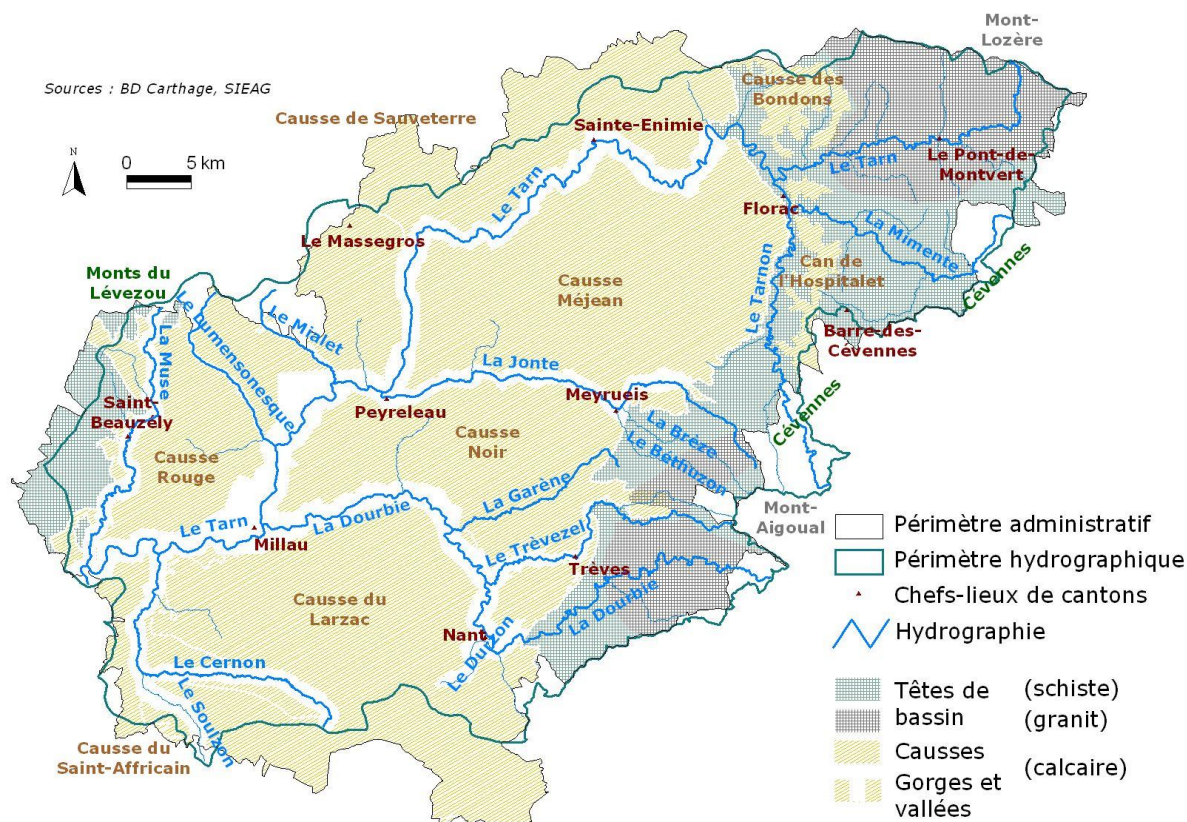 Mont-
Lozère
Sources : BD Carthage, SIEAG
Causse des
Bondons
Causse de Sauveterre
Sainte-Enimie
N
0 5 km
Le Tarn
Le Pont-de-
Montvert
Le Tarn
Florac
La Mimente
Le Massegros
Monts du
Lévezou
Causse
Méjean
Can de
l'Hospitalet
Cévennes
Le Tarnon
Le Lumensonesque
Le Mialet
La Muse
Barre-des-
Cévennes
La Jonte
Meyrueis
Peyreleau
Cévennes
Saint-
Beauzély
Causse
Noir
La Brèze
Le Bethuzon
Causse
Rouge
La Garène
Mont-
Aigoual
Le Tarn
La Dourbie
Millau
Le Trèvezel
Trèves
La Dourbie
Causse du
Larzac
Nant
Le Durzon
Le Cernon
Le Soulzon
Causse du
Saint-Affricain
Périmètre administratif
Périmètre hydrographique
Chefs-lieux de cantons
Hydrographie
Têtes de (schiste)
bassin (granit)
Causses
(calcaire)
Gorges et
vallées